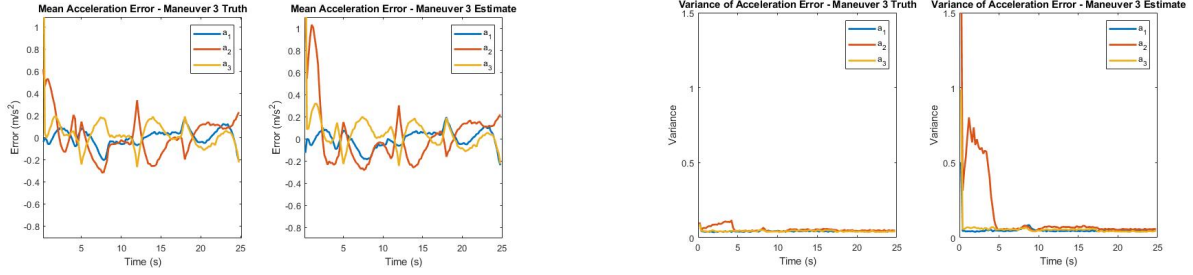 Mean Acceleration Error - Maneuver 3 Truth
Error (m/s²)
1
0.8
0.6
0.4
0.2
0
-0.2
-0.4
-0.6
-0.8
5
10
15
20
25
Time (s)
a₁
a₂
a₃
Mean Acceleration Error - Maneuver 3 Estimate
Error (m/s²)
1
0.8
0.6
0.4
0.2
0
-0.2
-0.4
-0.6
-0.8
5
10
15
20
25
Time (s)
a₁
a₂
a₃
Variance of Acceleration Error - Maneuver 3 Truth
Variance
1.5
1
0.5
0
0
5
10
15
20
25
Time (s)
a₁
a₂
a₃
Variance of Acceleration Error - Maneuver 3 Estimate
Variance
1.5
1
0.5
0
0
5
10
15
20
25
Time (s)
a₁
a₂
a₃